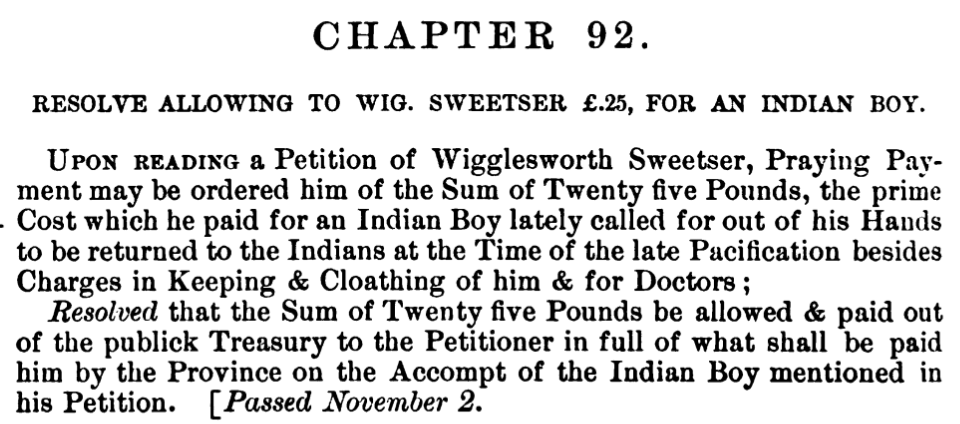 CHAPTER 92.
RESOLVE ALLOWING TO WIG. SWEETSER £.25, FOR AN INDIAN BOY.
UPON READING a Petition of Wigglesworth Sweetser, Praying Pay-
ment may be ordered him of the Sum of Twenty five Pounds, the prime
Cost which he paid for an Indian Boy lately called for out of his Hands
to be returned to the Indians at the Time of the late Pacification besides
Charges in Keeping & Cloathing of him & for Doctors;
Resolved that the Sum of Twenty five Pounds be allowed & paid out
of the publick Treasury to the Petitioner in full of what shall be paid
him by the Province on the Accompt of the Indian Boy mentioned in
his Petition. [Passed November 2.